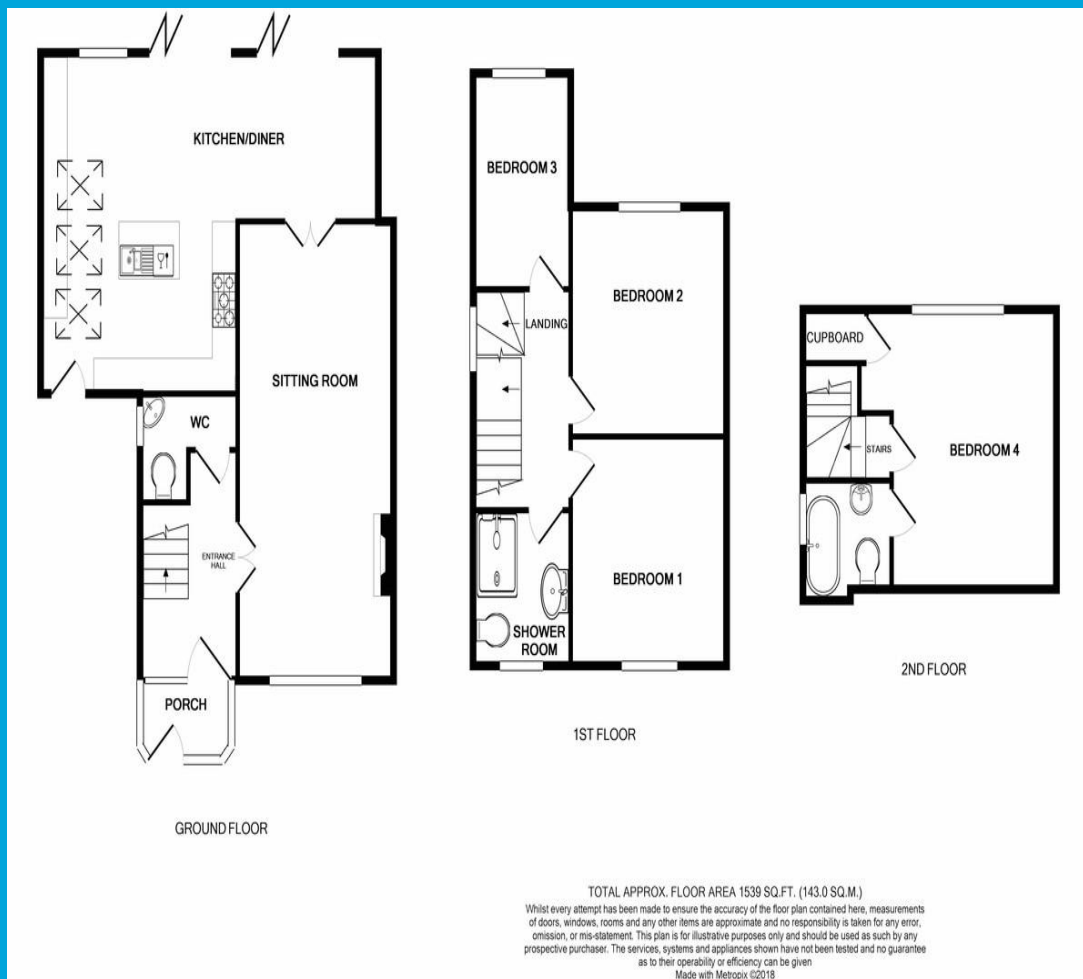 KITCHEN/DINER
SITTING ROOM
WC
ENTRANCE
HALL
PORCH
GROUND FLOOR
BEDROOM 3
LANDING
BEDROOM 2
BEDROOM 1
SHOWER
ROOM
1ST FLOOR
CUPBOARD
STAIRS
BEDROOM 4
2ND FLOOR
TOTAL APPROX. FLOOR AREA 1539 SQ.FT. (143.0 SQ.M.)
Whilst every attempt has been made to ensure the accuracy of the floor plan contained here, measurements
of doors, windows, rooms and any other items are approximate and no responsibility is taken for any error,
omission, or mis-statement. This plan is for illustrative purposes only and should be used as such by any
prospective purchaser. The services, systems and appliances shown have not been tested and no guarantee
as to their operability or efficiency can be given
Made with Metropix ©2018